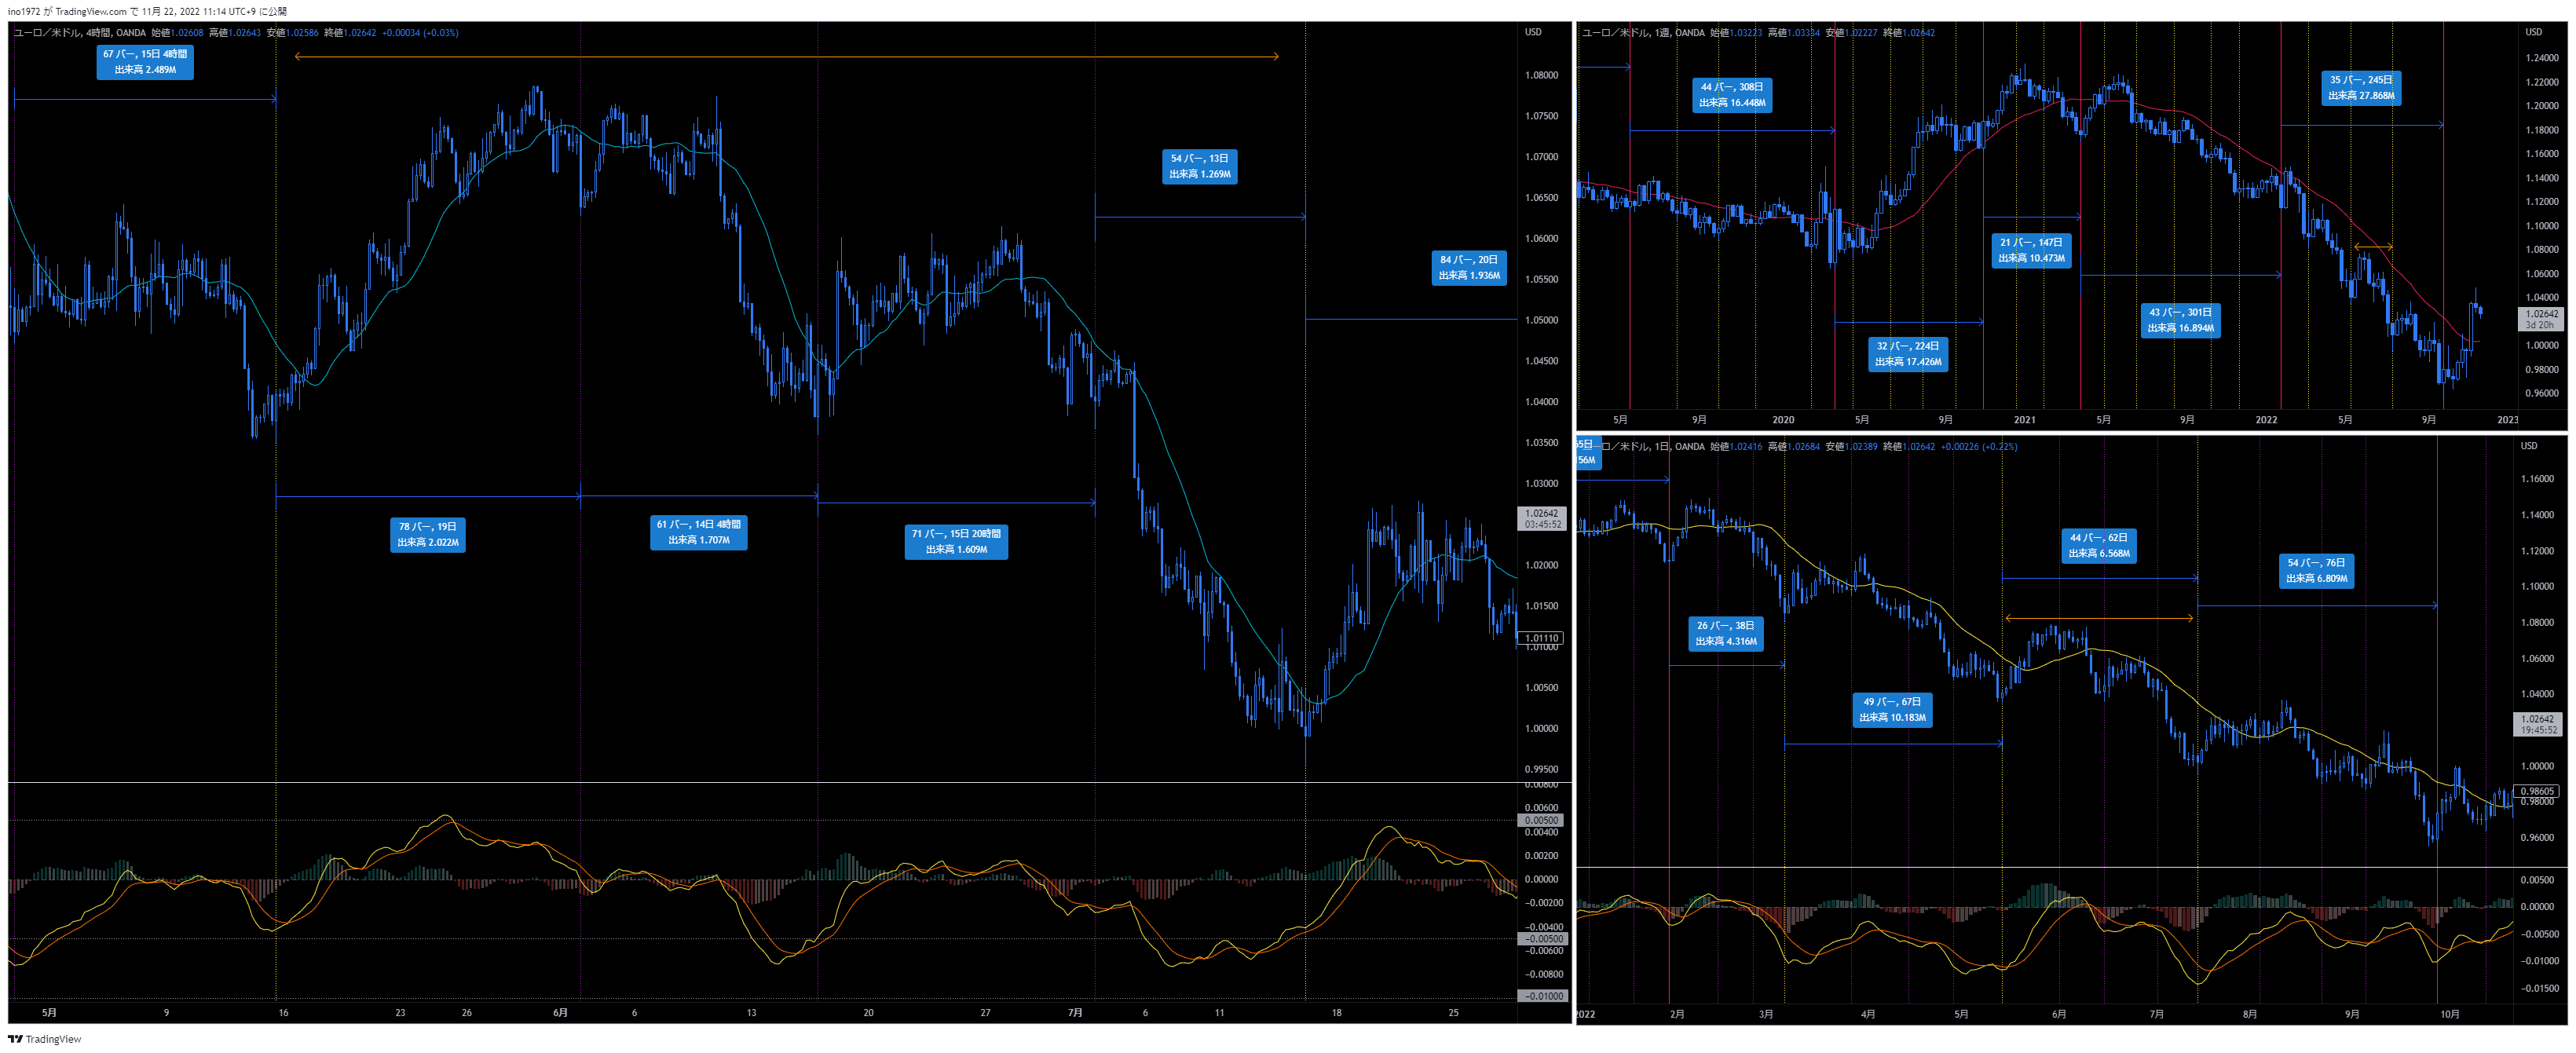 ino1972 が TradingView.com で 11月 22, 2022 11:14 UTC+9 に公開
ユーロ／米ドル, 4時間, OANDA 始値1.02608 高値1.02643 安値1.02586 終値1.02642 +0.00034 (+0.03%)
USD
67 バー, 15日 4時間
出来高 2.489M
54 バー, 13日
出来高 1.269M
84 バー, 20日
出来高 1.936M
78 バー, 19日
出来高 2.022M
61 バー, 14日 4時間
出来高 1.707M
71 バー, 15日 20時間
出来高 1.609M
1.08000
1.07500
1.07000
1.06500
1.06000
1.05500
1.05000
1.04500
1.04000
1.03500
1.03000
1.02642
03:45:52
1.02000
1.01500
1.01110
1.01000
1.00500
1.00000
0.99500
0.00800
0.00600
0.00500
0.00400
0.00200
0.00000
−0.00200
−0.00400
−0.00500
−0.00600
−0.00800
−0.01000
5月 9 16 23 26 6月 6 13 20 27 7月 6 11 18 25
ユーロ／米ドル, 1週, OANDA 始値1.03223 高値1.03334 安値1.02227 終値1.02642
USD
44 バー, 308日
出来高 16.448M
35 バー, 245日
出来高 27.868M
21 バー, 147日
出来高 10.473M
43 バー, 301日
出来高 16.894M
32 バー, 224日
出来高 17.426M
1.24000
1.22000
1.20000
1.18000
1.16000
1.14000
1.12000
1.10000
1.08000
1.06000
1.04000
1.02642
3d 20h
1.00000
0.98000
0.96000
5月 9月 2020 5月 9月 2021 5月 9月 2022 5月 9月 2023
55日
56M
ユーロ／米ドル, 1日, OANDA 始値1.02416 高値1.02684 安値1.02389 終値1.02642 +0.00226 (+0.22%)
USD
44 バー, 62日
出来高 6.568M
54 バー, 76日
出来高 6.809M
26 バー, 38日
出来高 4.316M
49 バー, 67日
出来高 10.183M
1.16000
1.14000
1.12000
1.10000
1.08000
1.06000
1.04000
1.02642
19:45:52
1.00000
0.98605
0.98000
0.96000
0.00500
0.00000
−0.00500
−0.01000
−0.01500
2022 2月 3月 4月 5月 6月 7月 8月 9月 10月
TradingView